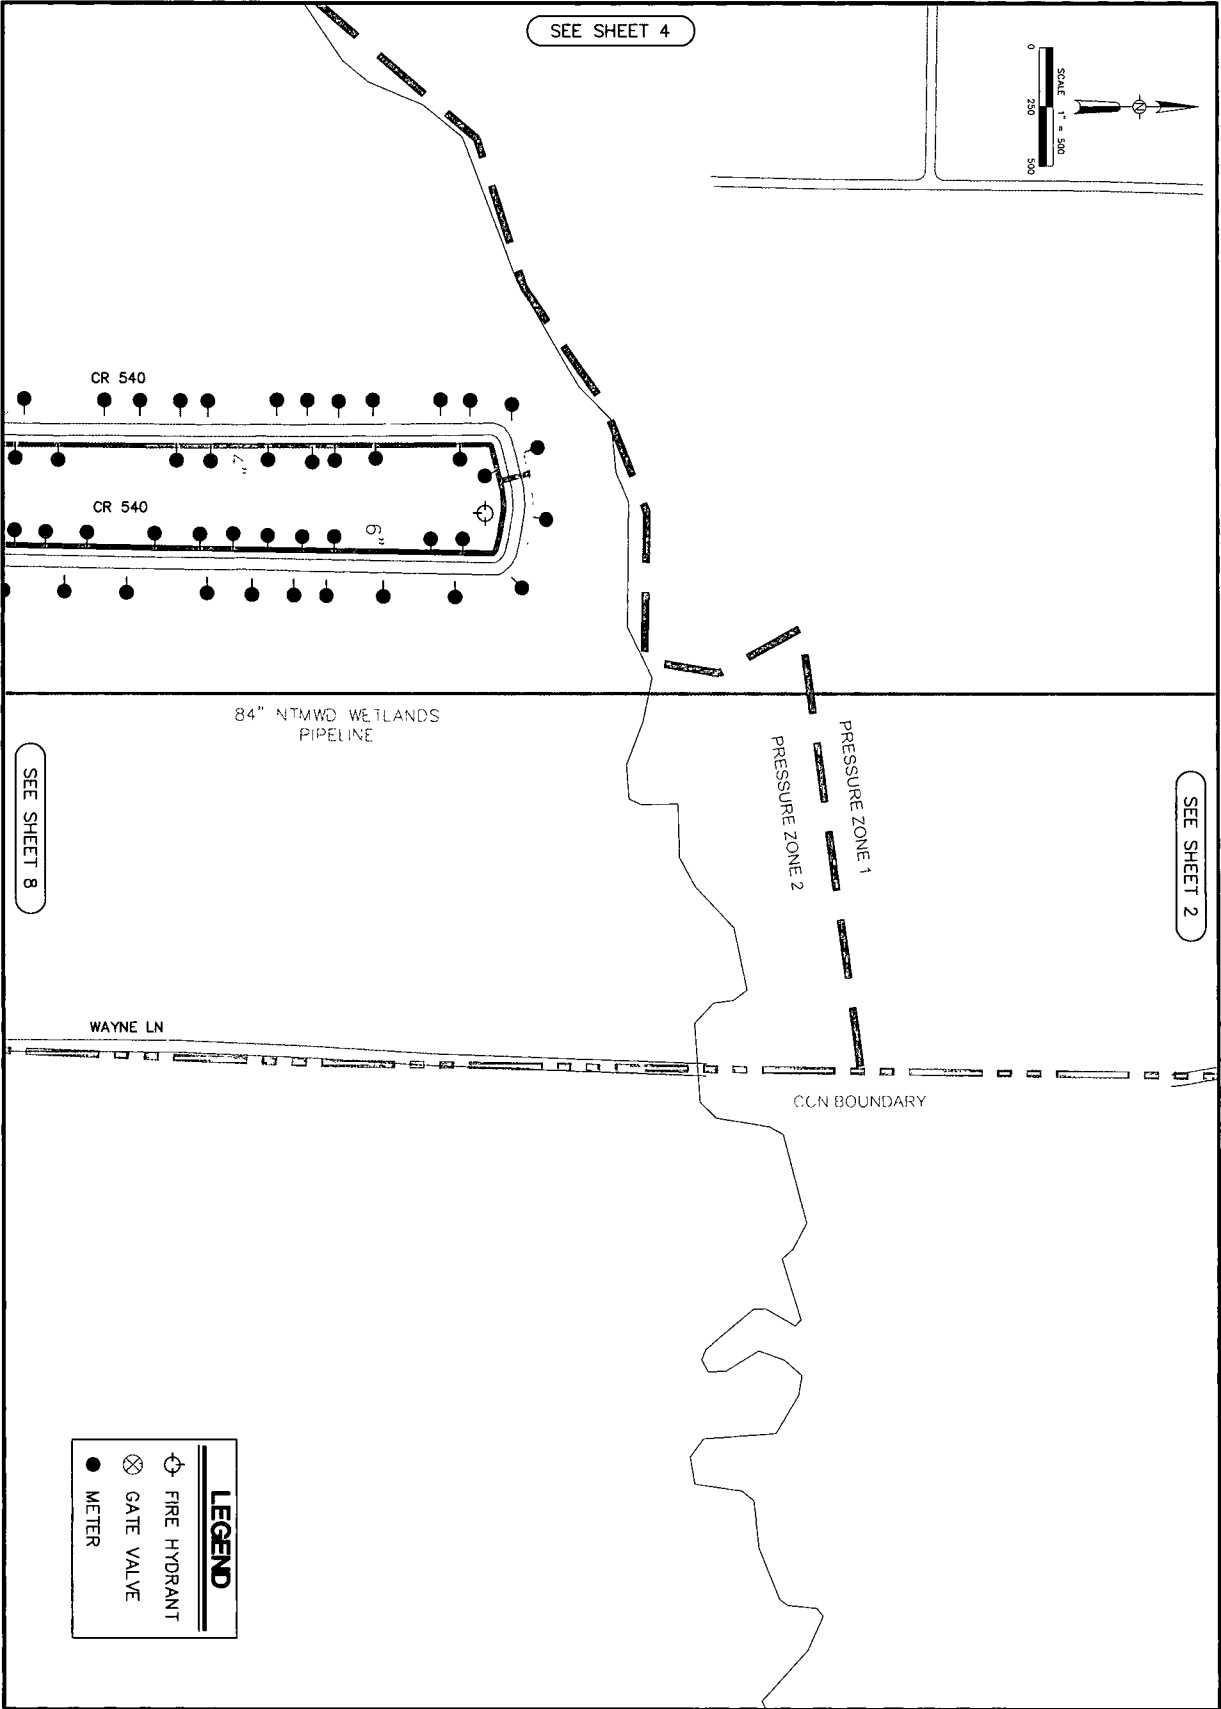 SEE SHEET 4
0
250
500
SCALE 1" = 500
N
CR 540
4"
CR 540
6"
84" NTMWD WETLANDS
PIPELINE
PRESSURE ZONE 1
PRESSURE ZONE 2
SEE SHEET 8
SEE SHEET 2
WAYNE LN
CCN BOUNDARY
LEGEND
FIRE HYDRANT
GATE VALVE
METER